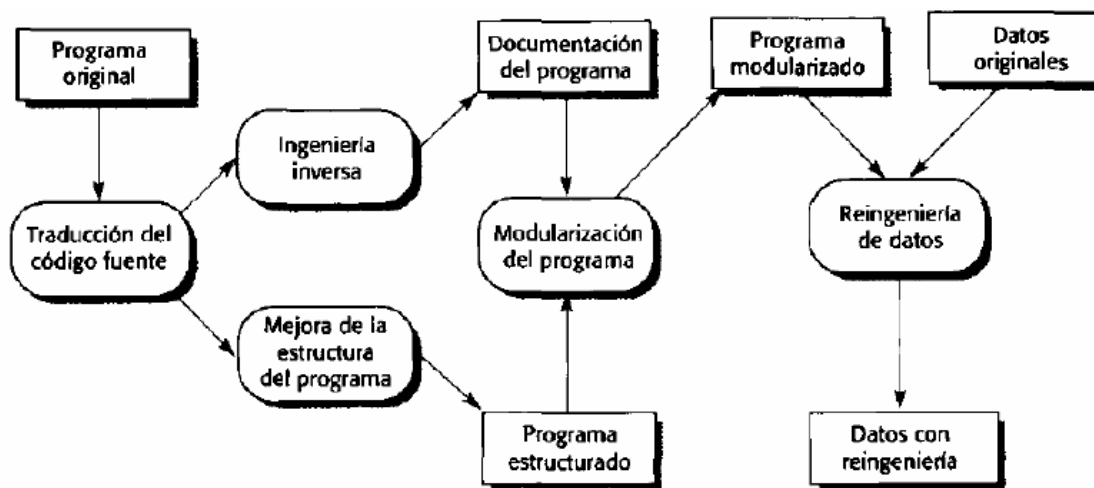 Programa
original
Documentación
del programa
Programa
modularizado
Datos
originales
Ingeniería
inversa
Traducción del
código fuente
Modularización
del programa
Reingeniería
de datos
Mejora de la
estructura
del programa
Programa
estructurado
Datos con
reingeniería